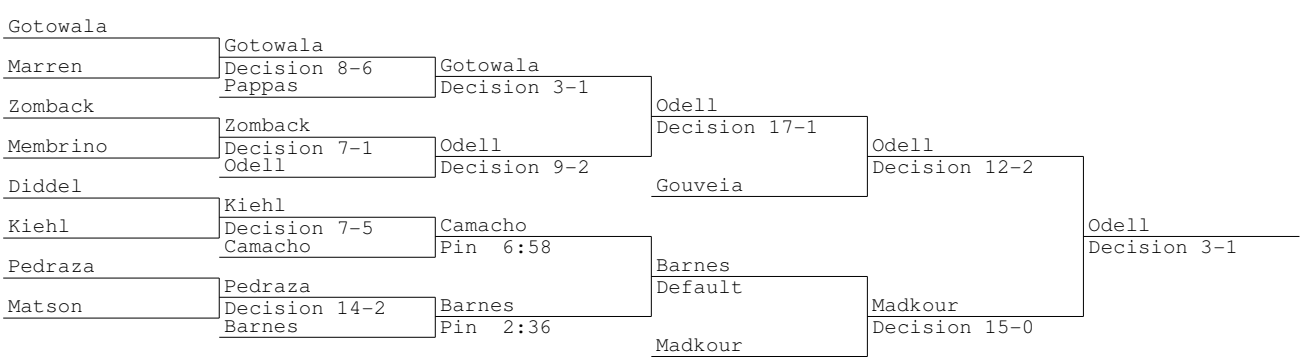 Gotowala
Gotowala
Marren
Decision 8-6
Gotowala
Pappas
Decision 3-1
Zomback
Odell
Zomback
Decision 17-1
Membrino
Decision 7-1
Odell
Odell
Odell
Decision 9-2
Decision 12-2
Diddel
Gouveia
Kiehl
Kiehl
Decision 7-5
Camacho
Odell
Camacho
Pin 6:58
Decision 3-1
Pedraza
Barnes
Pedraza
Default
Matson
Decision 14-2
Barnes
Madkour
Barnes
Pin 2:36
Decision 15-0
Madkour